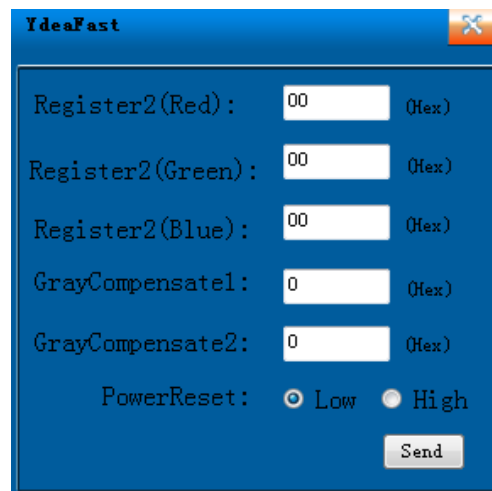 YdeaFast
Register2(Red): 00 (Hex)
Register2(Green): 00 (Hex)
Register2(Blue): 00 (Hex)
GrayCompensate1: 0 (Hex)
GrayCompensate2: 0 (Hex)
PowerReset: Low High
Send